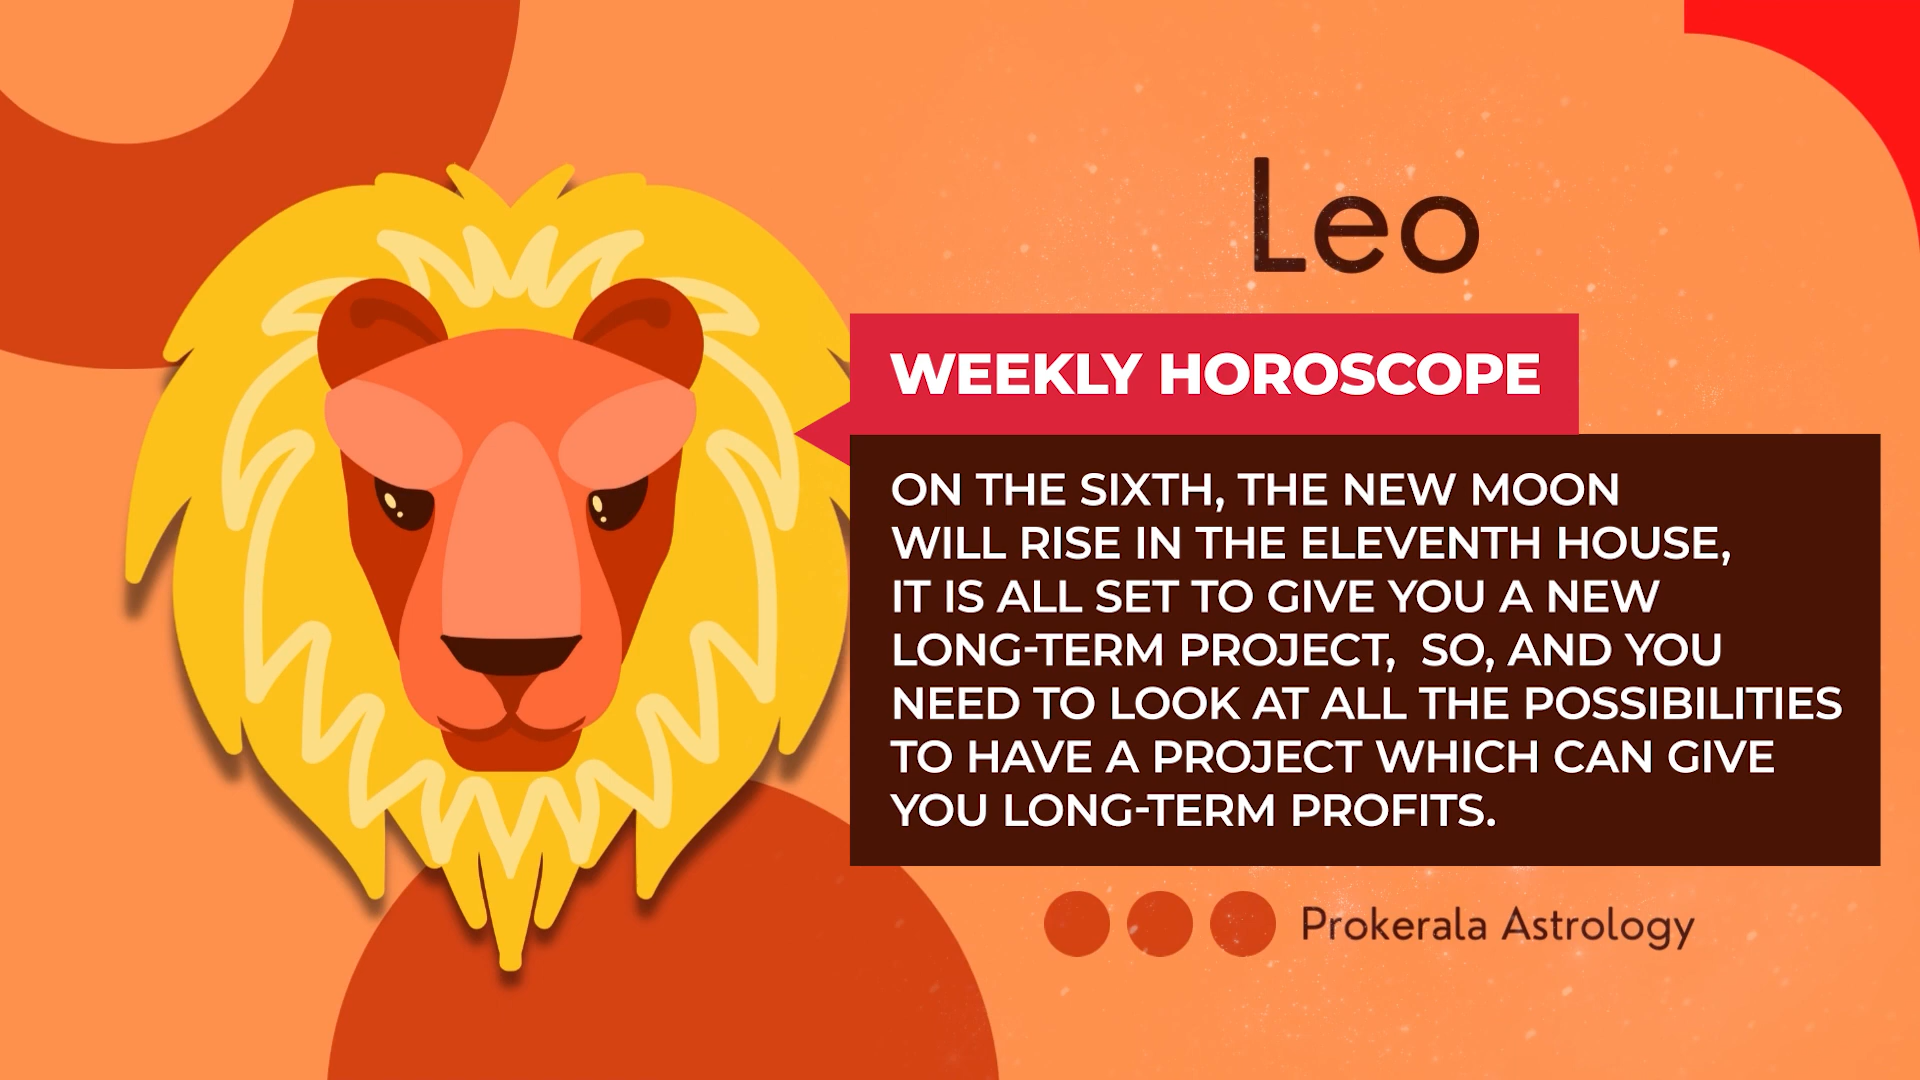 Leo
WEEKLY HOROSCOPE
ON THE SIXTH, THE NEW MOON
WILL RISE IN THE ELEVENTH HOUSE,
IT IS ALL SET TO GIVE YOU A NEW
LONG-TERM PROJECT,  SO, AND YOU
NEED TO LOOK AT ALL THE POSSIBILITIES
TO HAVE A PROJECT WHICH CAN GIVE
YOU LONG-TERM PROFITS.
Prokerala Astrology